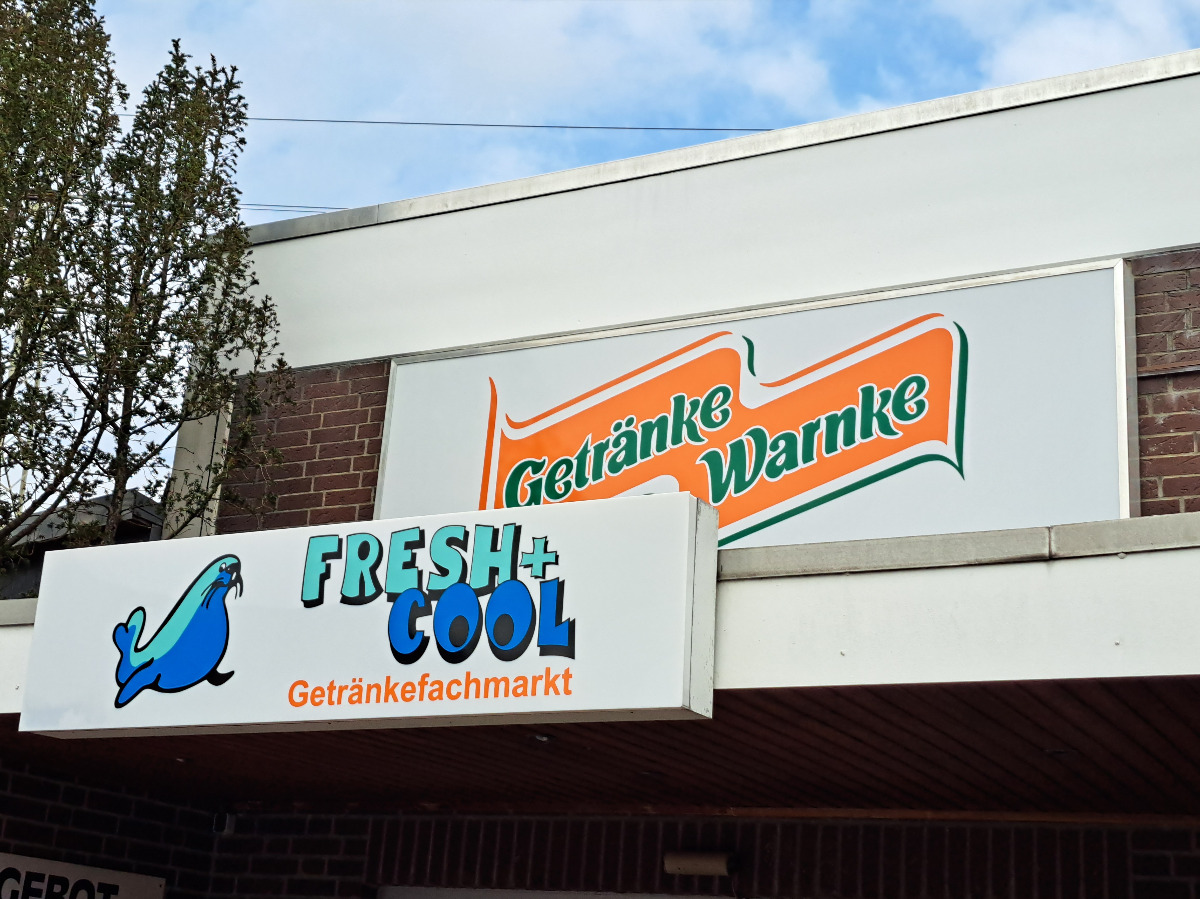 Getränke
Warnke
FRESH+
COOL
Getränkefachmarkt
GEBOT